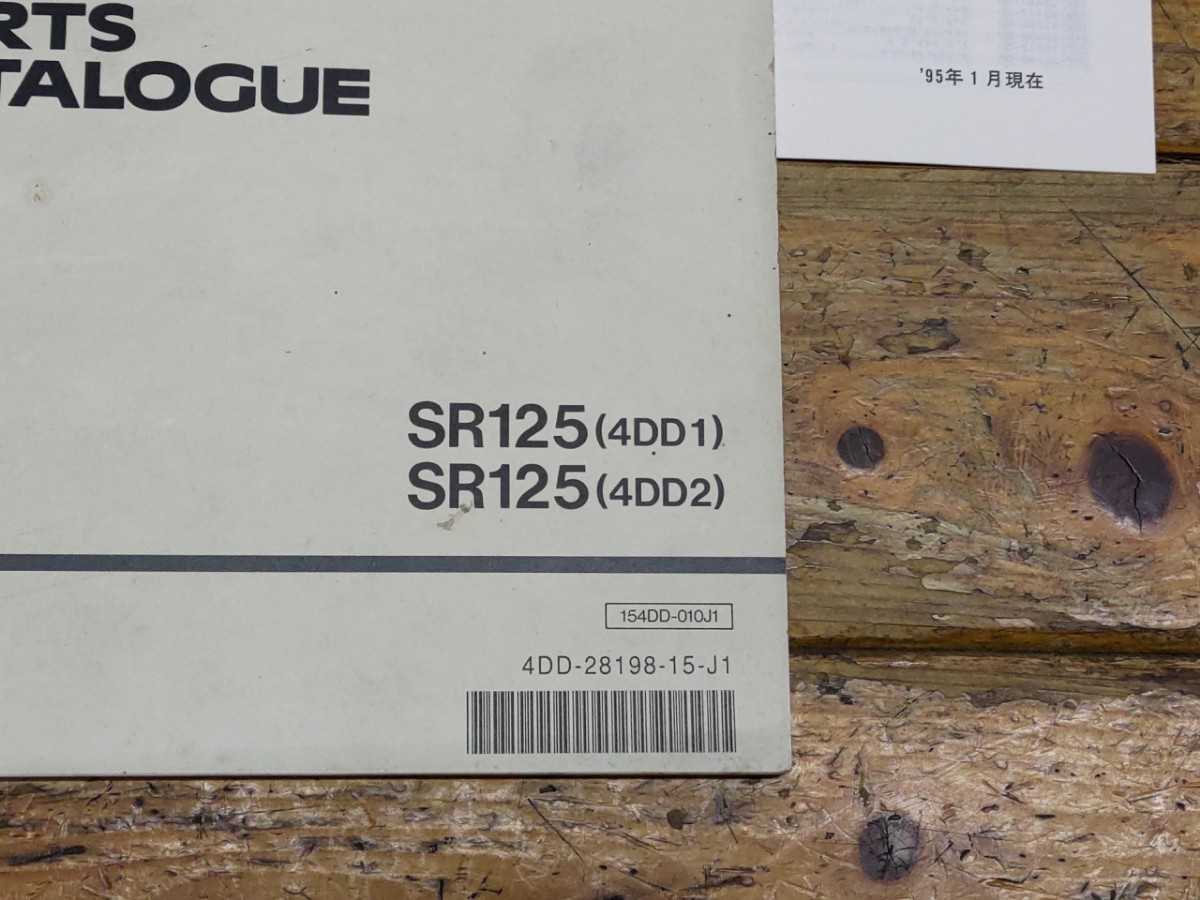 RTS
TALOGUE
'95年1月現在
SR125(4DD1)
SR125(4DD2)
154DD-010J1
4DD-28198-15-J1